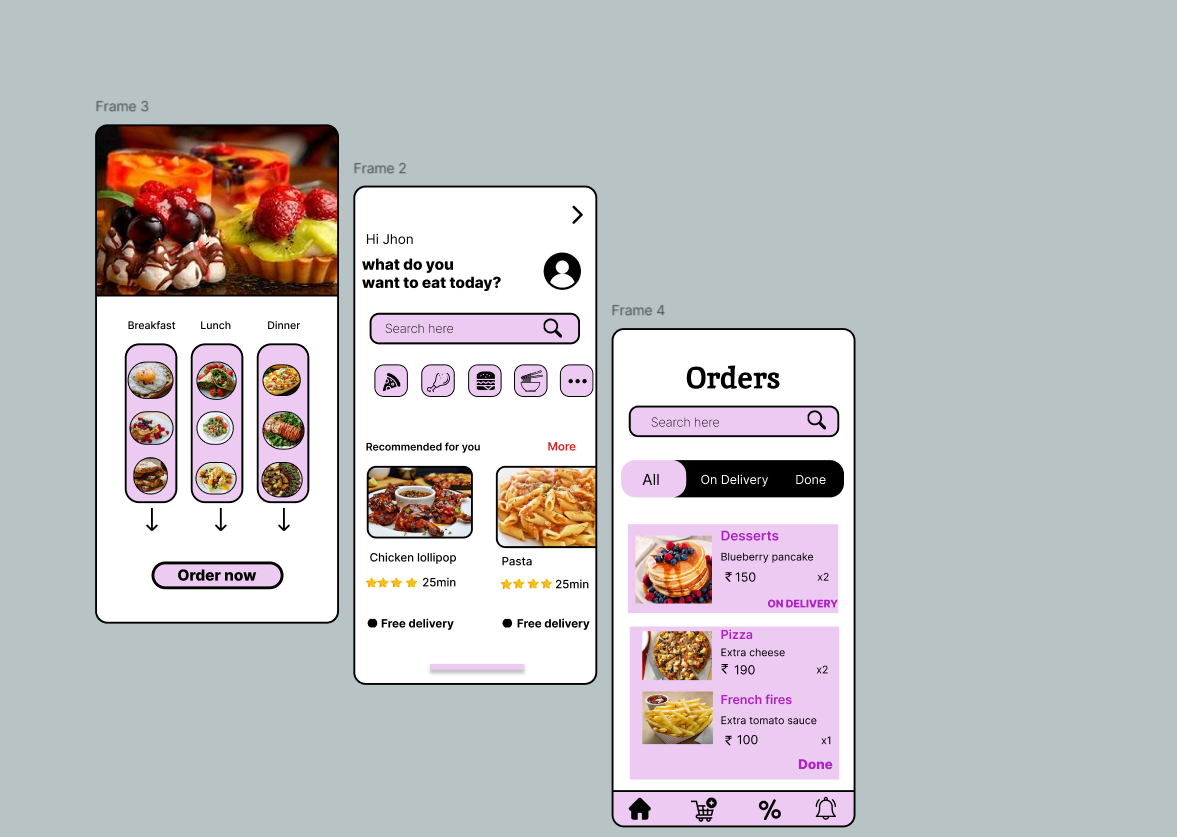 Frame 3
Breakfast Lunch Dinner
Order now
Frame 2
Hi Jhon
what do you
want to eat today?
Search here
Recommended for you More
Chicken lollipop
25min
Free delivery
Pasta
25min
Free delivery
Frame 4
Orders
Search here
All On Delivery Done
Desserts
Blueberry pancake
₹ 150 x2
ON DELIVERY
Pizza
Extra cheese
₹ 190 x2
French fires
Extra tomato sauce
₹ 100 x1
Done
%